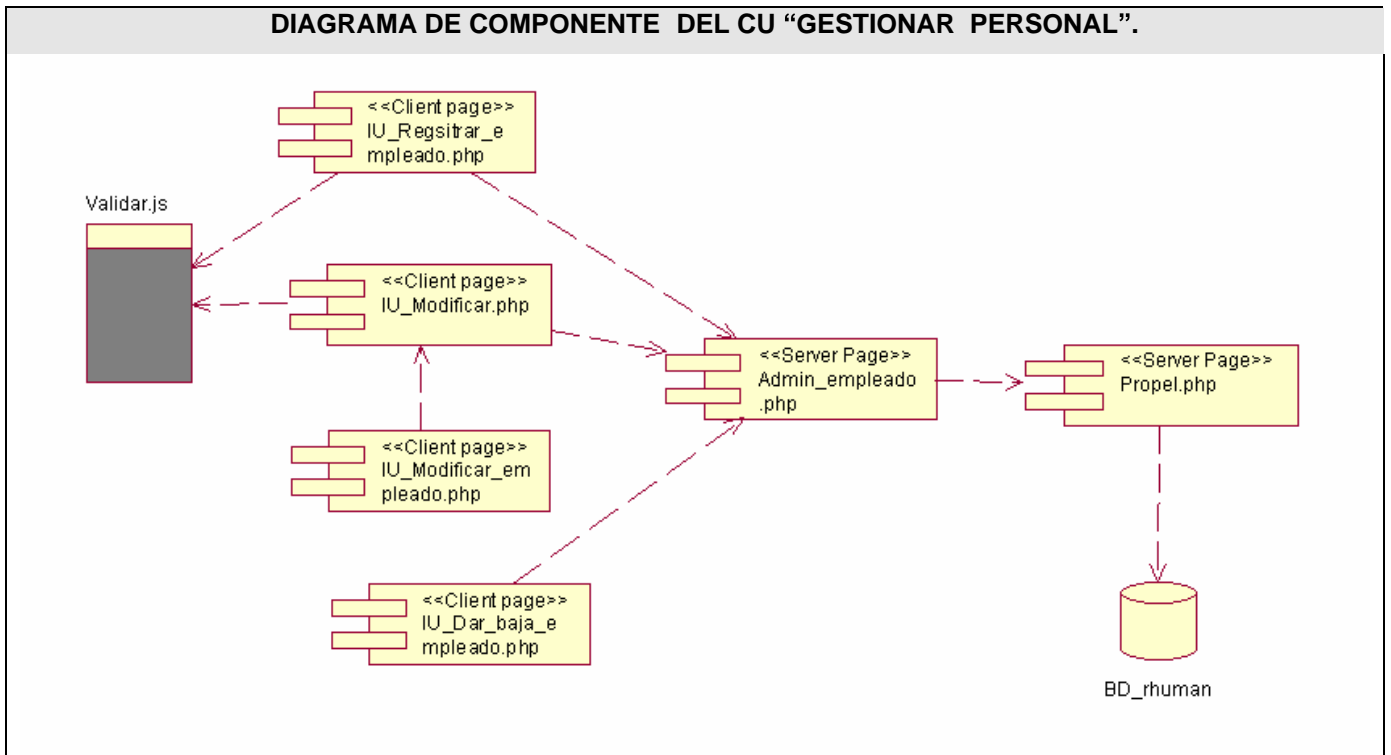 DIAGRAMA DE COMPONENTE DEL CU “GESTIONAR PERSONAL”.
<<Client page>>
IU_Regsitrar_e
mpleado.php
Validar.js
<<Client page>>
IU_Modificar.php
<<Server Page>>
Admin_empleado
.php
<<Server Page>>
Propel.php
<<Client page>>
IU_Modificar_em
pleado.php
<<Client page>>
IU_Dar_baja_e
mpleado.php
BD_rhuman